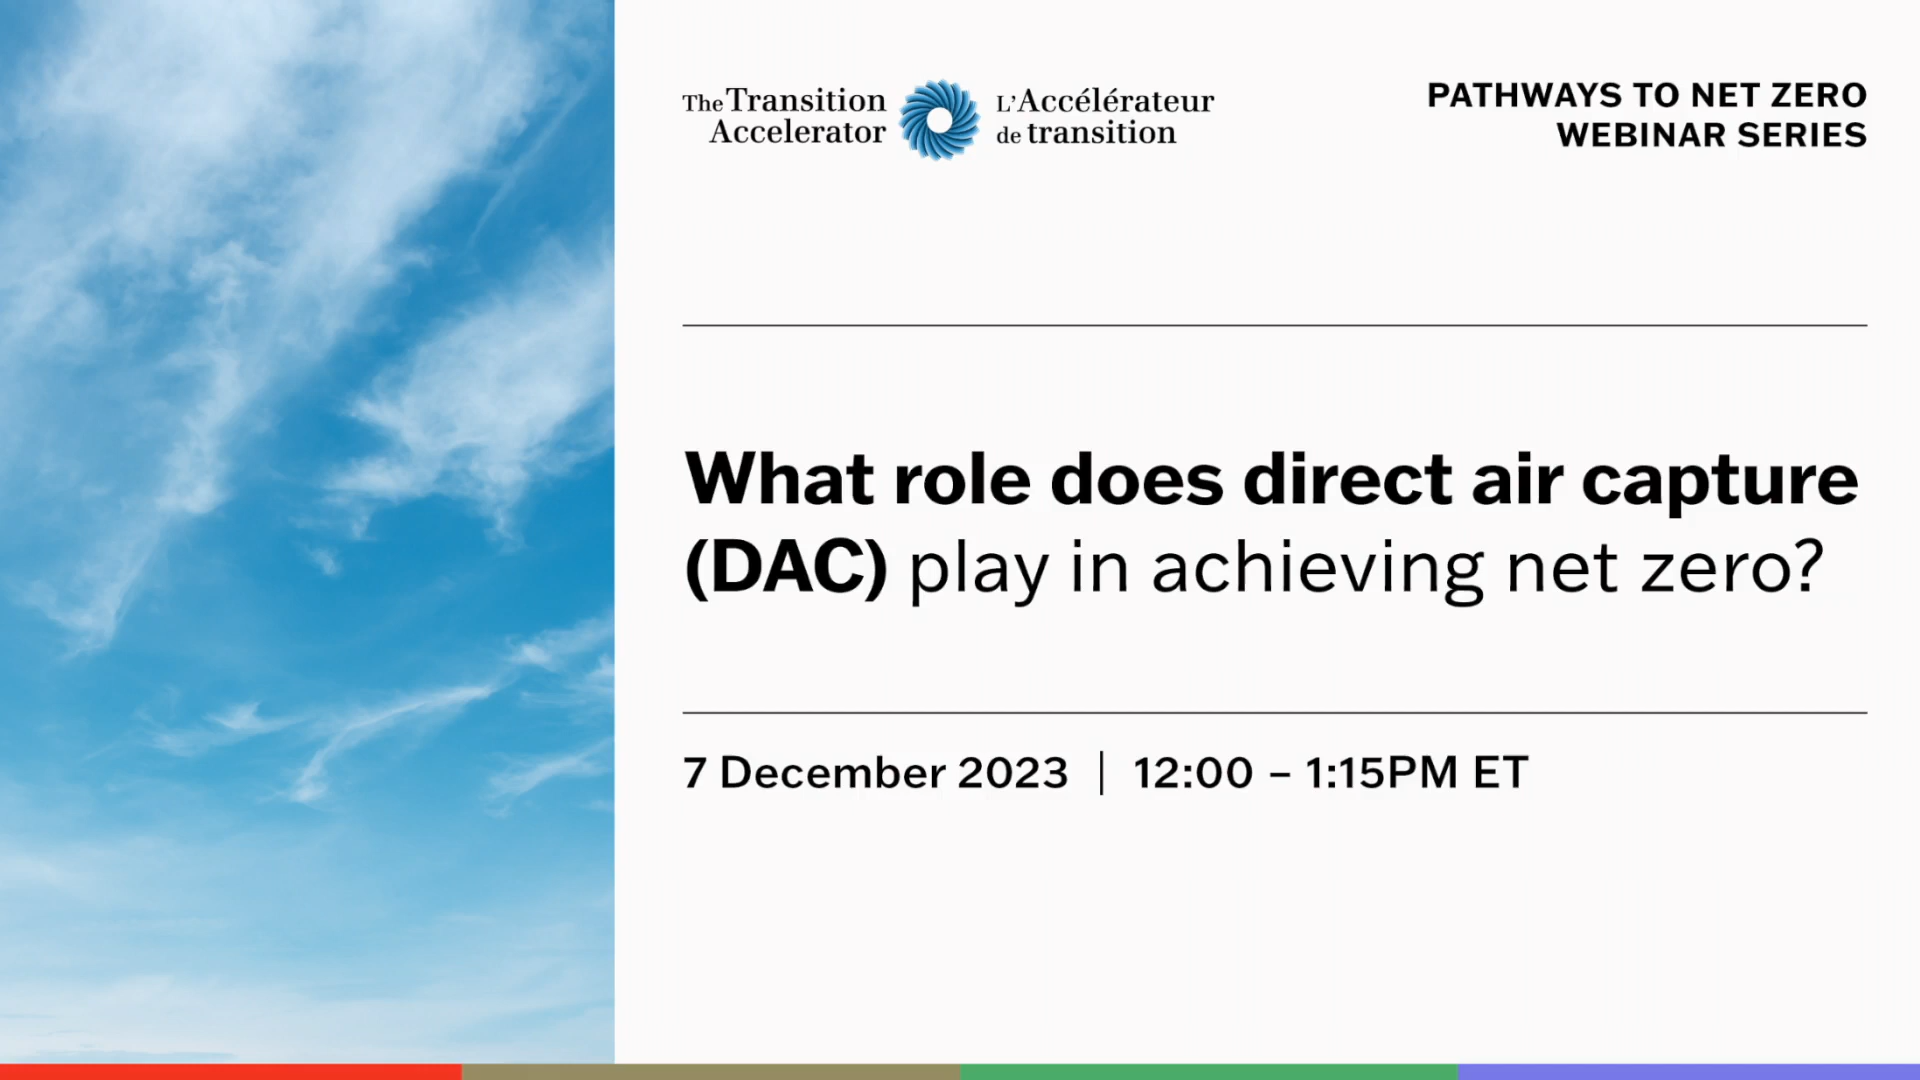 The Transition
Accelerator
L'Accélérateur
de transition
PATHWAYS TO NET ZERO
WEBINAR SERIES
What role does direct air capture
(DAC) play in achieving net zero?
7 December 2023 | 12:00 – 1:15PM ET